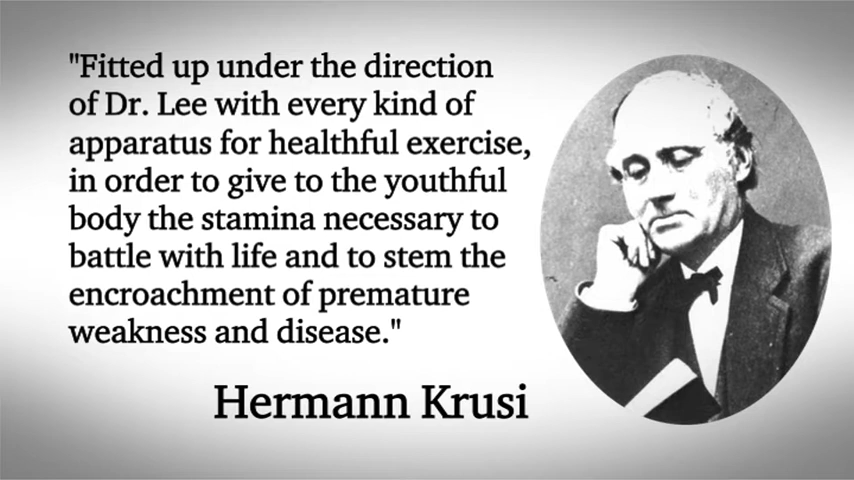 "Fitted up under the direction
of Dr. Lee with every kind of
apparatus for healthful exercise,
in order to give to the youthful
body the stamina necessary to
battle with life and to stem the
encroachment of premature
weakness and disease."
Hermann Krusi